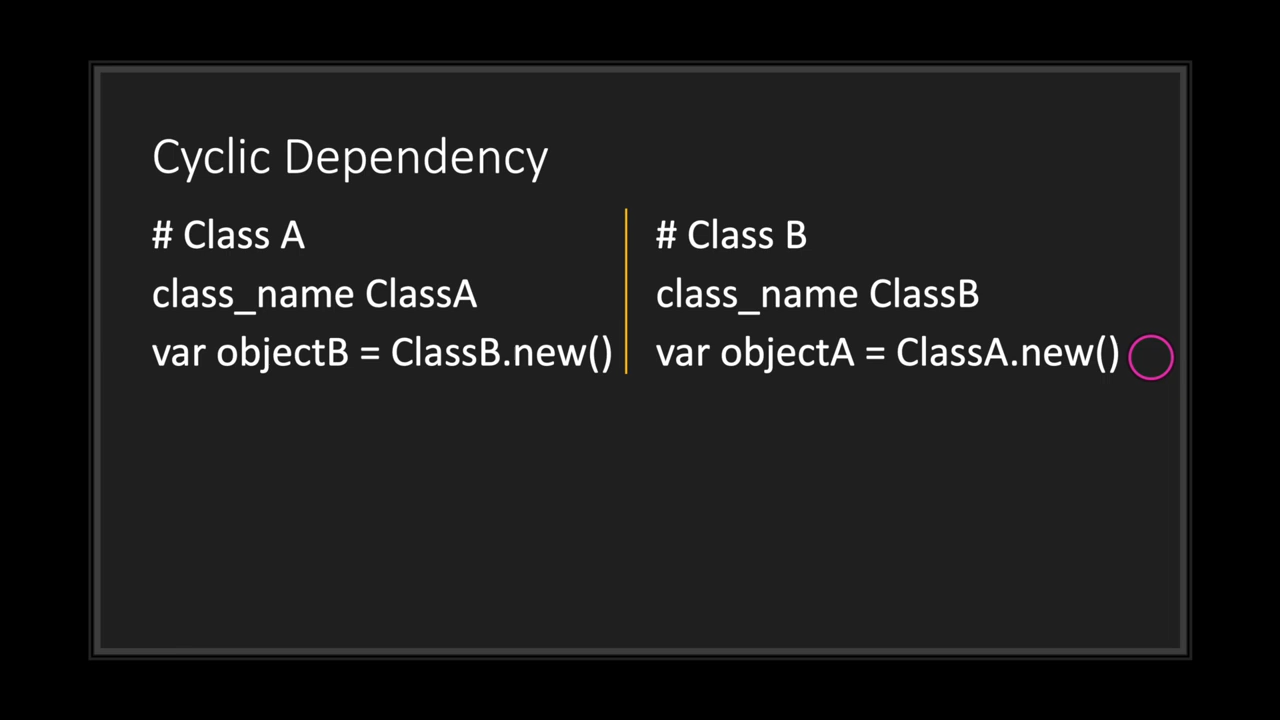 Cyclic Dependency
# Class A
class_name ClassA
var objectB = ClassB.new()
# Class B
class_name ClassB
var objectA = ClassA.new()